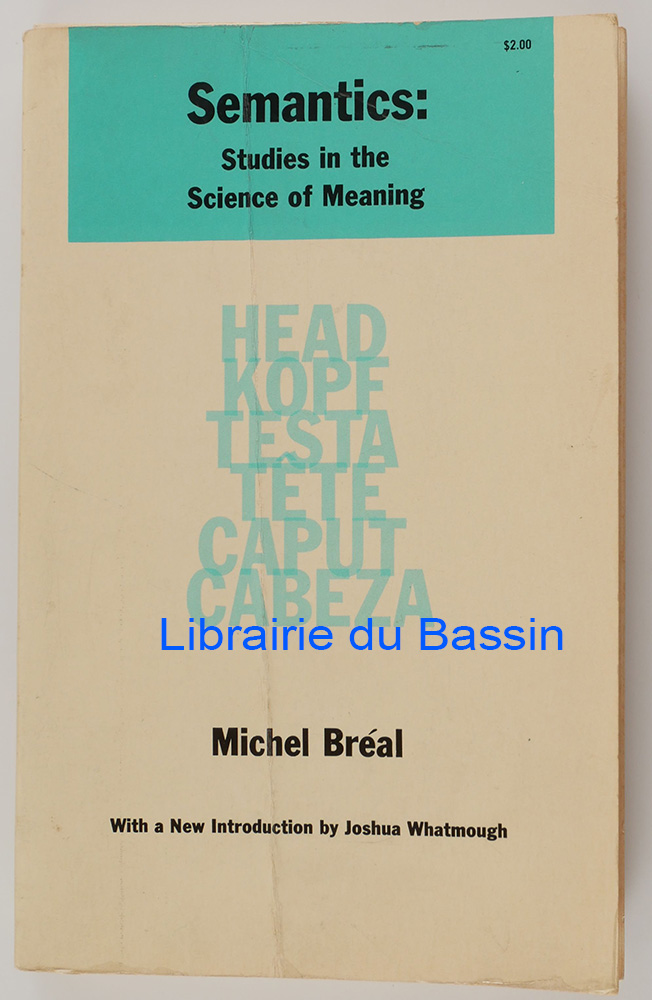 $2.00
Semantics:
Studies in the
Science of Meaning
HEAD
KOPF
TESTA
TÊTE
CAPUT
CABEZA
Librairie du Bassin
Michel Bréal
With a New Introduction by Joshua Whatmough